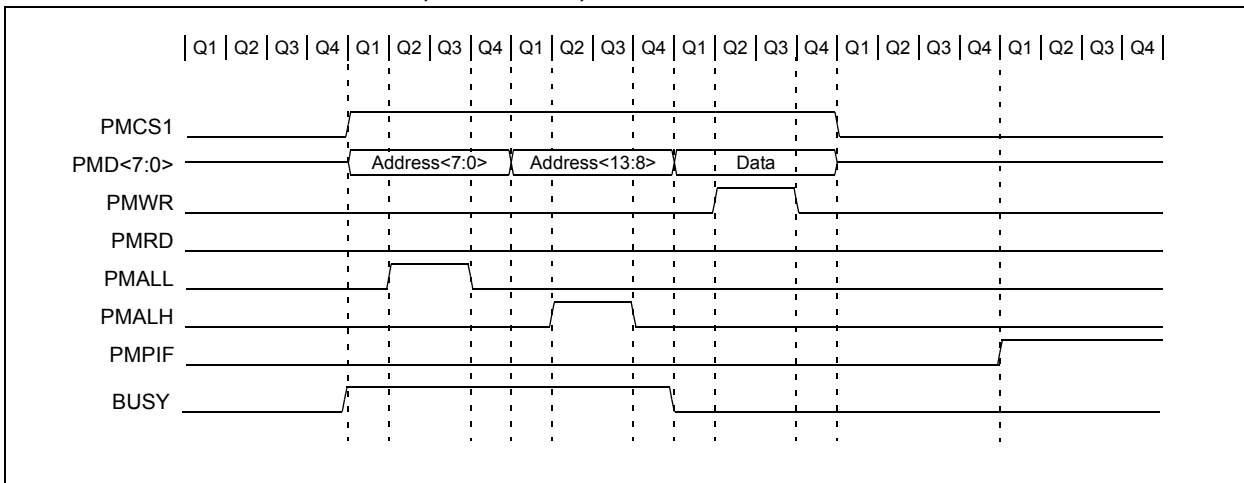 Q1 Q2 Q3 Q4 Q1 Q2 Q3 Q4 Q1 Q2 Q3 Q4 Q1 Q2 Q3 Q4 Q1 Q2 Q3 Q4 Q1 Q2 Q3 Q4
PMCS1
PMD<7:0> Address<7:0> Address<13:8> Data
PMWR
PMRD
PMALL
PMALH
PMPIF
BUSY